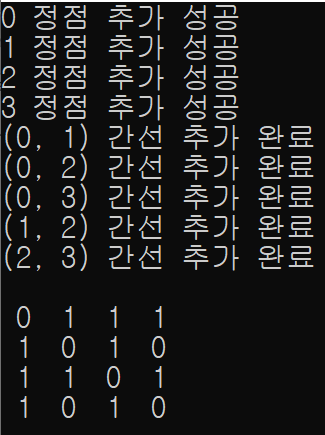 0 정점 추가 성공
1 정점 추가 성공
2 정점 추가 성공
3 정점 추가 성공
(0, 1) 간선 추가 완료
(0, 2) 간선 추가 완료
(0, 3) 간선 추가 완료
(1, 2) 간선 추가 완료
(2, 3) 간선 추가 완료
0 1 1 1
1 0 1 0
1 1 0 1
1 0 1 0